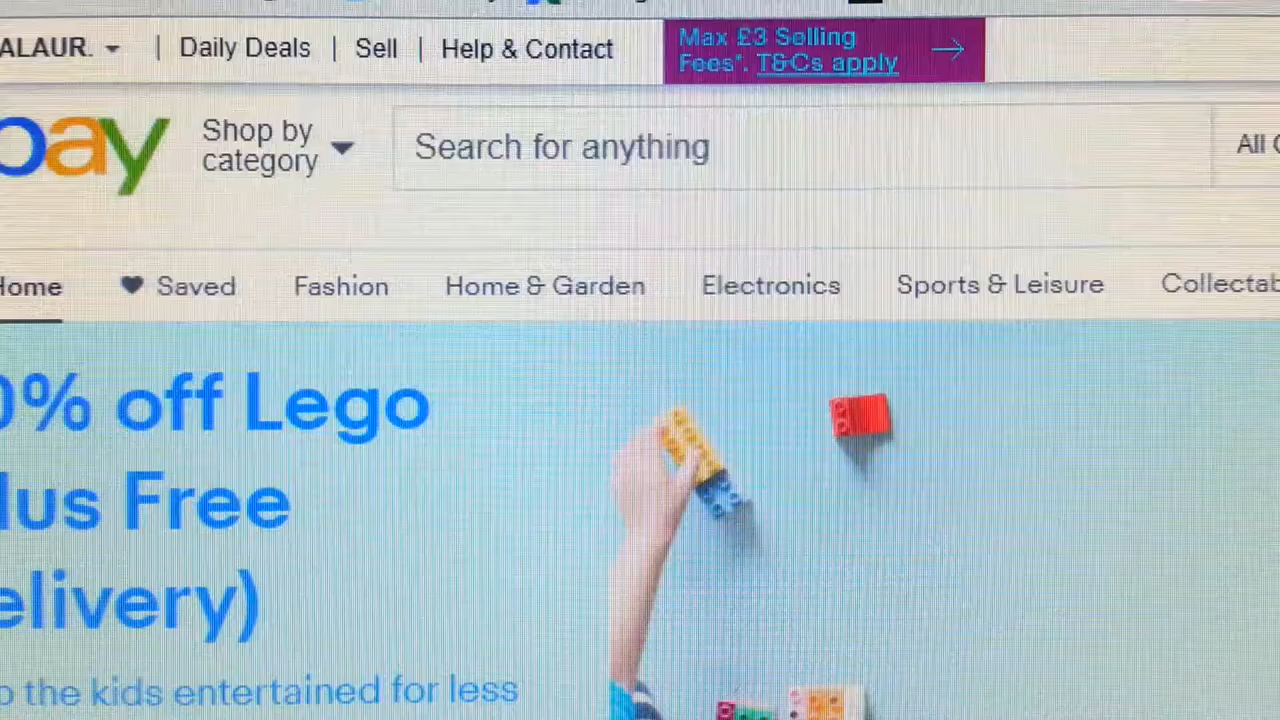 ALAUR.
Daily Deals
Sell
Help & Contact
Max £3 Selling
Fees*. T&Cs apply
bay
Shop by
category
Search for anything
All
Home
Saved
Fashion
Home & Garden
Electronics
Sports & Leisure
Collectab
0% off Lego
lus Free
elivery)
the kids entertained for less